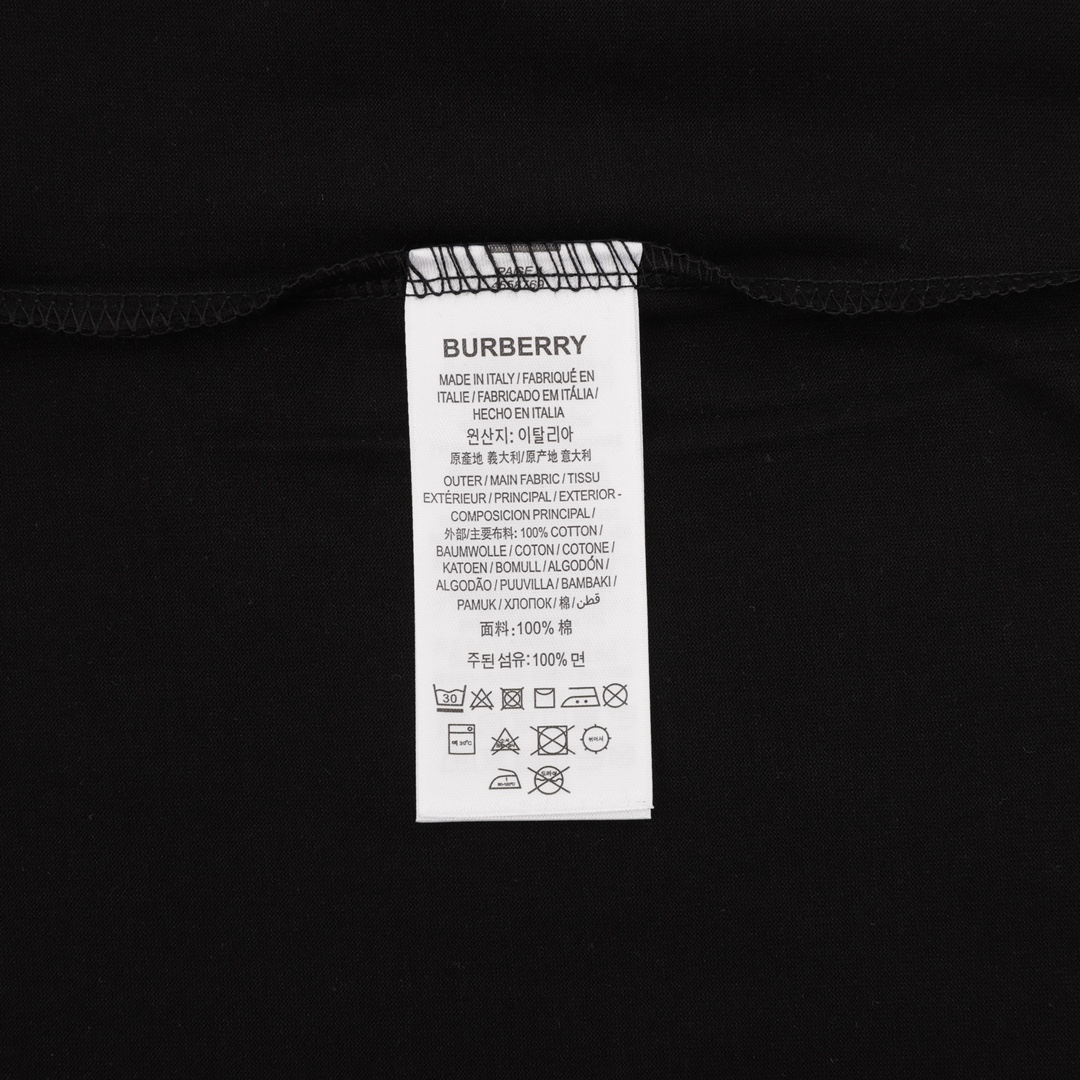 BURBERRY
MADE IN ITALY / FABRIQUÉ EN
ITALIE / FABRICADO EM ITÁLIA /
HECHO EN ITALIA
원산지: 이탈리아
原產地 義大利/原产地 意大利
OUTER / MAIN FABRIC / TISSU
EXTÉRIEUR / PRINCIPAL / EXTERIOR -
COMPOSICION PRINCIPAL /
外部/主要布料: 100% COTTON /
BAUMWOLLE / COTON / COTONE /
KATOEN / BOMULL / ALGODÓN /
ALGODÃO / PUUVILLA / BAMBAKI /
PAMUK / ХЛОПОК / 棉 / قطن
面料:100% 棉
주된 섬유:100% 면
30